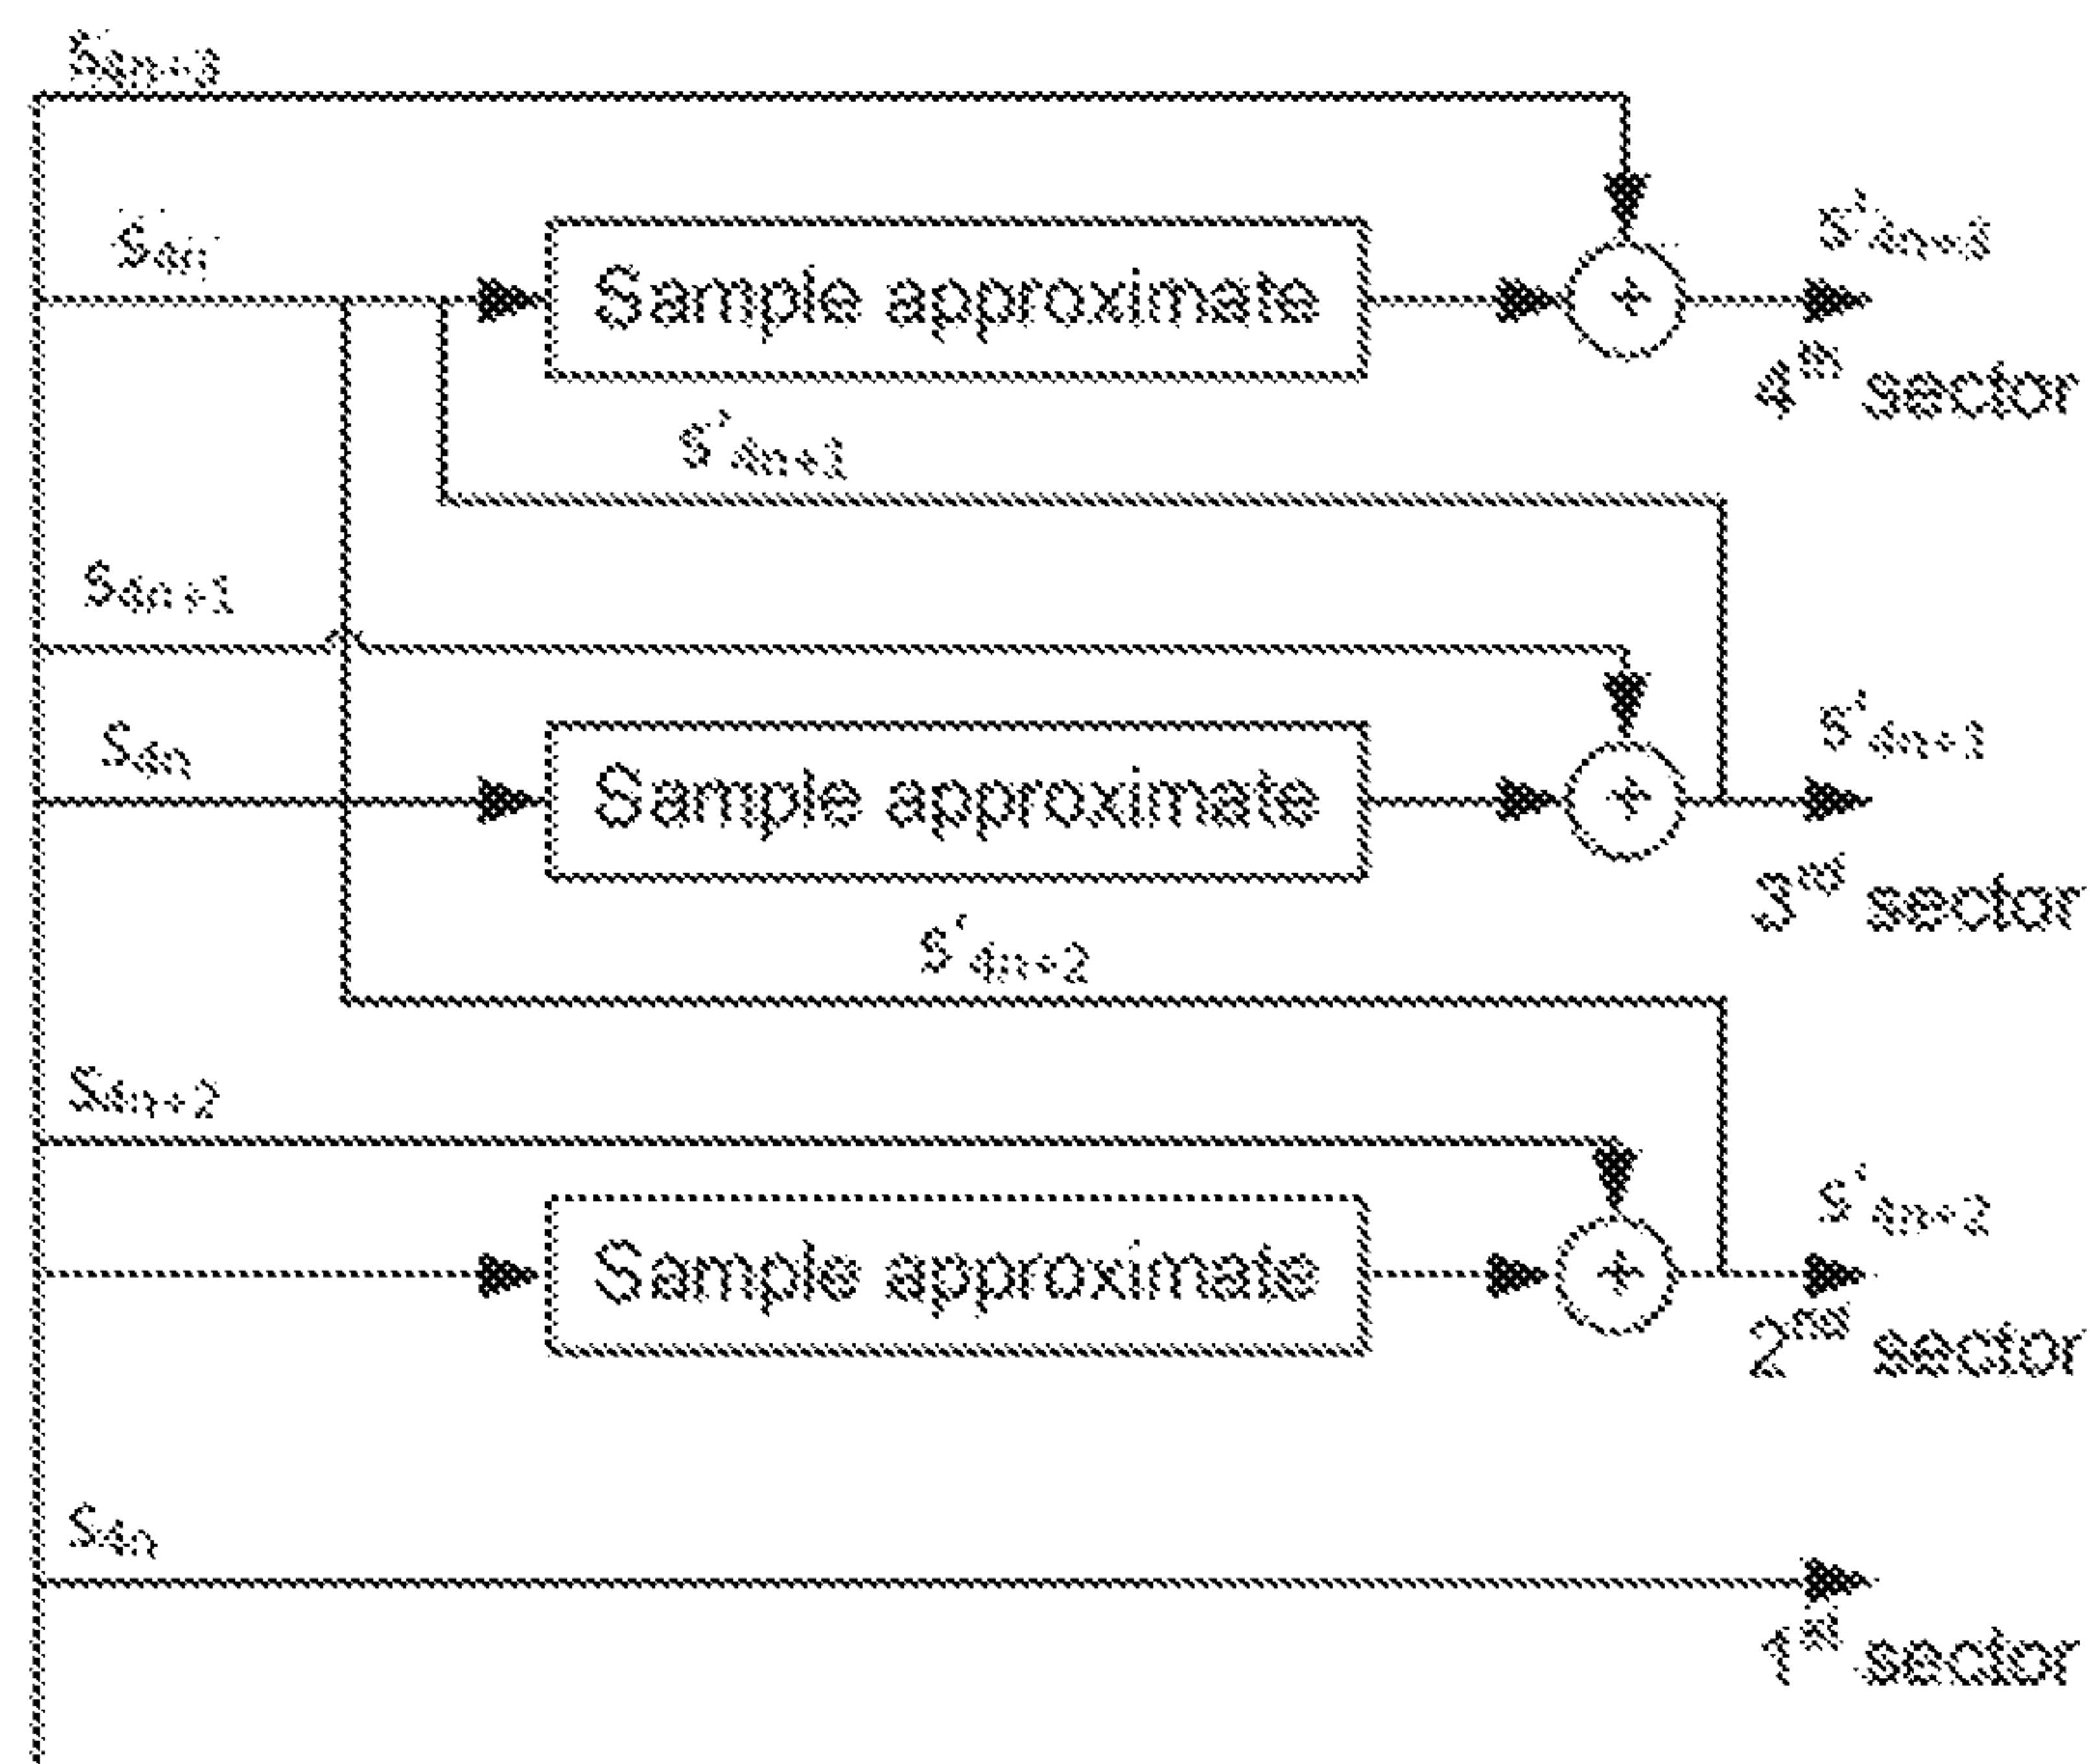 S4n+3
S4n
Sample approximate
+
S'4n+3
4th sector
S'4n+1
S4n+1
S4n
Sample approximate
+
S'4n+1
3rd sector
S'4n+2
S4n+2
Sample approximate
+
S'4n+2
2nd sector
S4n
1st sector